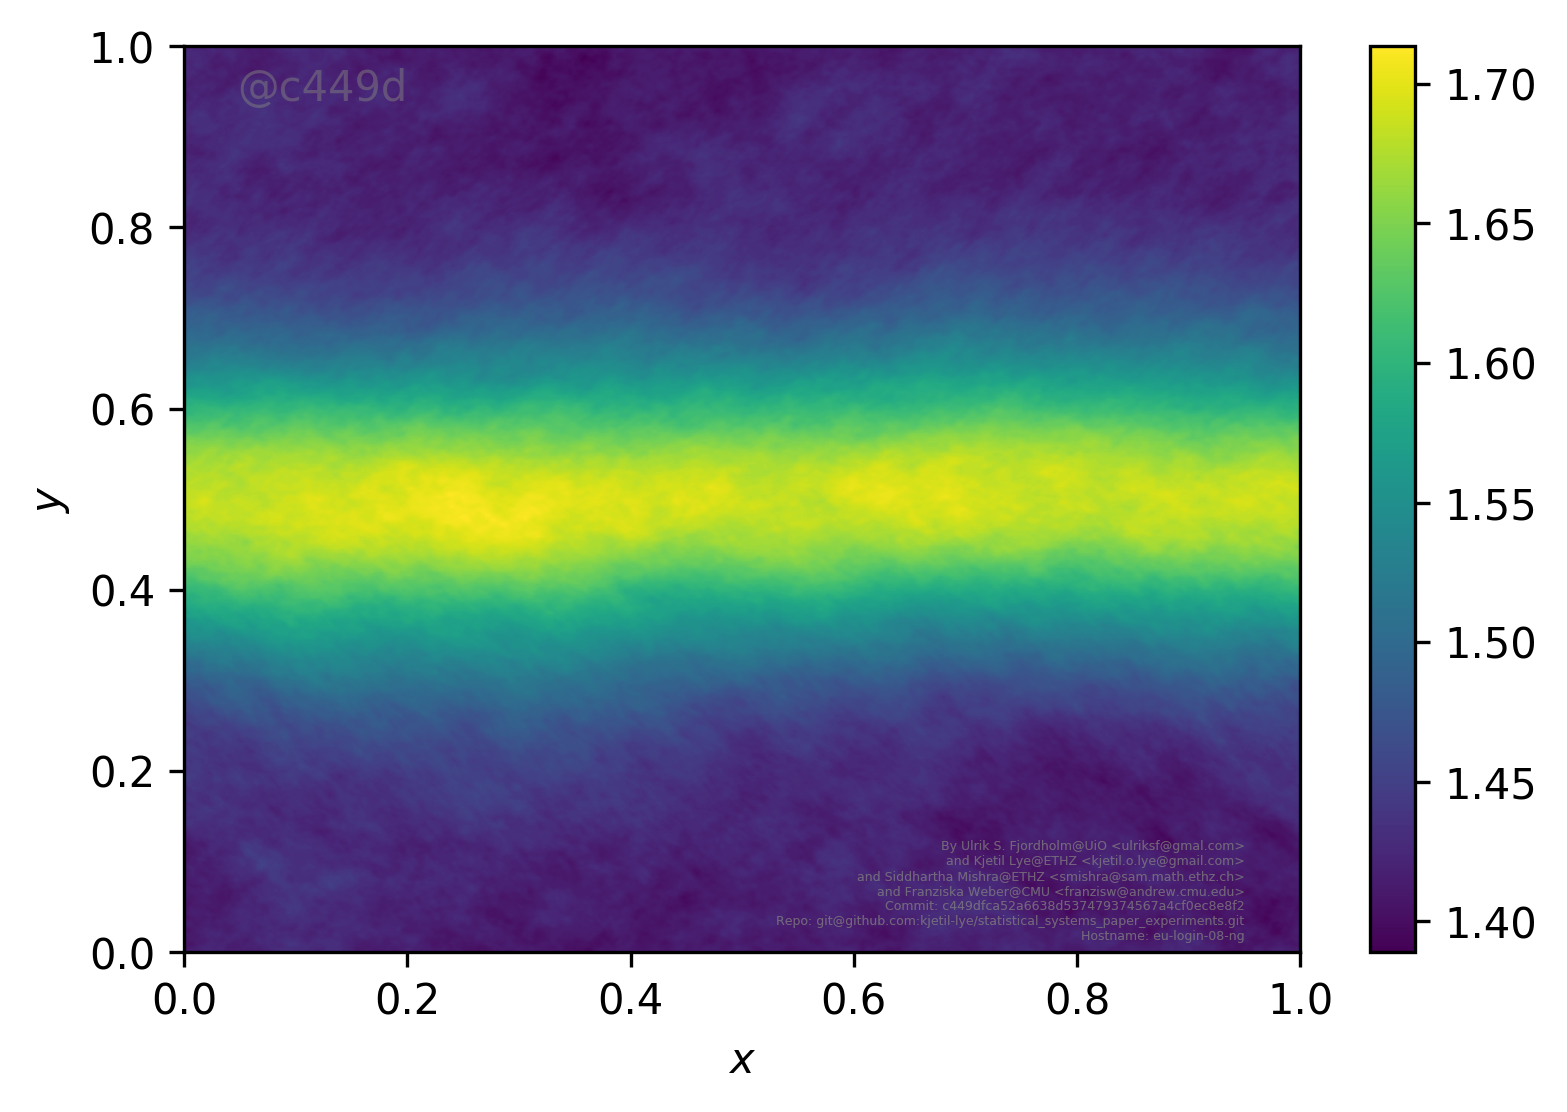 @c449d
1.0
0.8
0.6
0.4
0.2
0.0
y
0.0 0.2 0.4 0.6 0.8 1.0
x
1.70
1.65
1.60
1.55
1.50
1.45
1.40
By Ulrik S. Fjordholm@UiO <ulriksf@gmal.com>
and Kjetil Lye@ETHZ <kjetil.o.lye@gmail.com>
and Siddhartha Mishra@ETHZ <smishra@sam.math.ethz.ch>
and Franziska Weber@CMU <franzisw@andrew.cmu.edu>
Commit: c449dfca52a6638d537479374567a4cf0ec8e8f2
Repo: git@github.com:kjetil-lye/statistical_systems_paper_experiments.git
Hostname: eu-login-08-ng